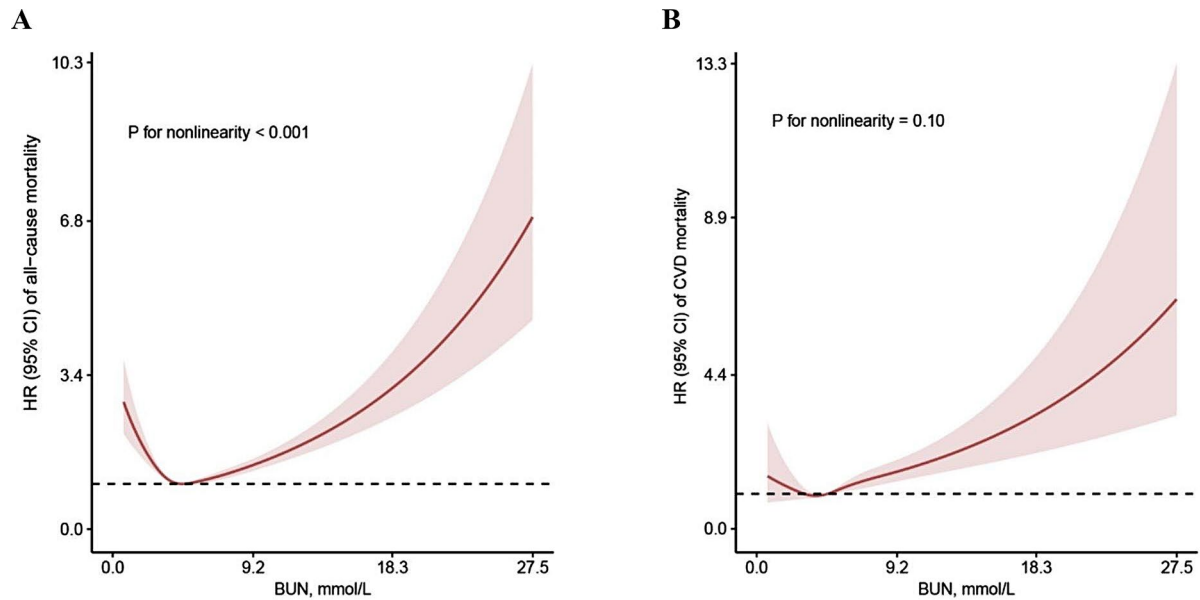 A
HR (95% CI) of all−cause mortality
10.3
6.8
3.4
0.0
P for nonlinearity < 0.001
0.0 9.2 18.3 27.5
BUN, mmol/L
B
HR (95% CI) of CVD mortality
13.3
8.9
4.4
0.0
P for nonlinearity = 0.10
0.0 9.2 18.3 27.5
BUN, mmol/L